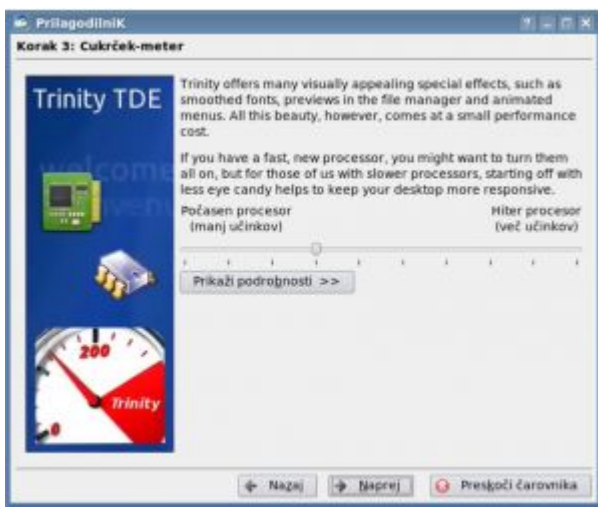 PrilagodilniK
Korak 3: Cukrček-meter
Trinity TDE
welcome
Trinity offers many visually appealing special effects, such as
smoothed fonts, previews in the file manager and animated
menus. All this beauty, however, comes at a small performance
cost.
If you have a fast, new processor, you might want to turn them
all on, but for those of us with slower processors, starting off with
less eye candy helps to keep your desktop more responsive.
Počasen procesor
(manj učinkov)
Hiter procesor
(več učinkov)
Prikaži podrobnosti >>
200
Trinity
0
Nazaj
Naprej
Preskoči čarovnika